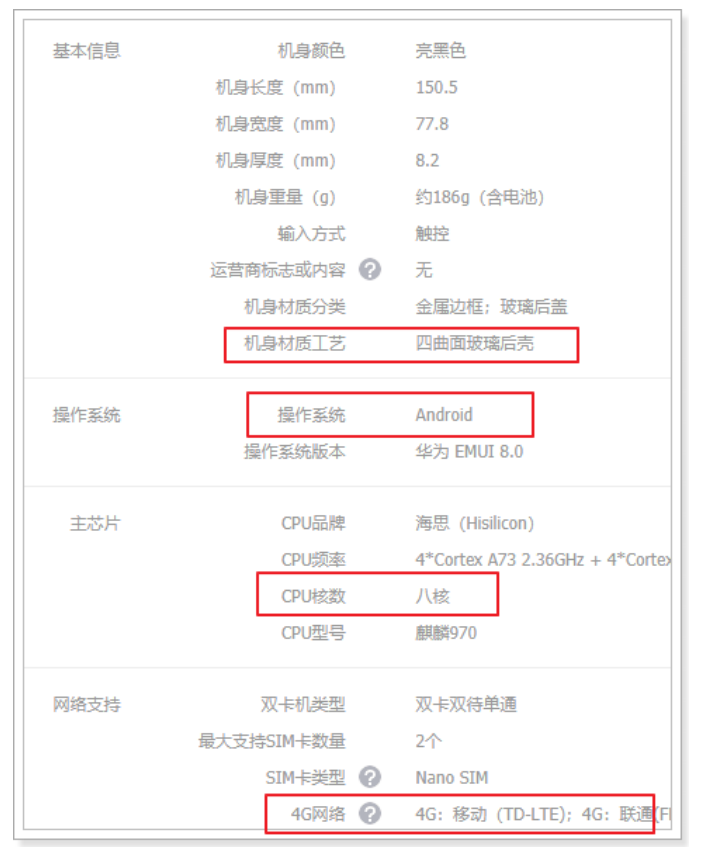 基本信息 机身颜色 亮黑色
机身长度（mm） 150.5
机身宽度（mm） 77.8
机身厚度（mm） 8.2
机身重量（g） 约186g（含电池）
输入方式 触控
运营商标志或内容 ? 无
机身材质分类 金属边框；玻璃后盖
机身材质工艺 四曲面玻璃后壳
操作系统 操作系统 Android
操作系统版本 华为 EMUI 8.0
主芯片 CPU品牌 海思（Hisilicon）
CPU频率 4*Cortex A73 2.36GHz + 4*Cortex
CPU核数 八核
CPU型号 麒麟970
网络支持 双卡机类型 双卡双待单通
最大支持SIM卡数量 2个
SIM卡类型 ? Nano SIM
4G网络 ? 4G：移动（TD-LTE)；4G：联通(F